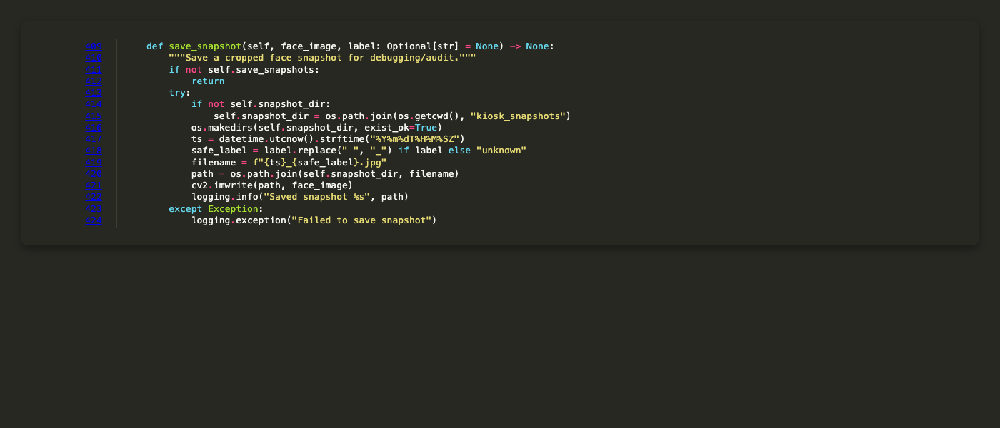 409 def save_snapshot(self, face_image, label: Optional[str] = None) -> None:
410 """Save a cropped face snapshot for debugging/audit."""
411 if not self.save_snapshots:
412 return
413 try:
414 if not self.snapshot_dir:
415 self.snapshot_dir = os.path.join(os.getcwd(), "kiosk_snapshots")
416 os.makedirs(self.snapshot_dir, exist_ok=True)
417 ts = datetime.utcnow().strftime("%Y%m%dT%H%M%SZ")
418 safe_label = label.replace(" ", "_") if label else "unknown"
419 filename = f"{ts}_{safe_label}.jpg"
420 path = os.path.join(self.snapshot_dir, filename)
421 cv2.imwrite(path, face_image)
422 logging.info("Saved snapshot %s", path)
423 except Exception:
424 logging.exception("Failed to save snapshot")